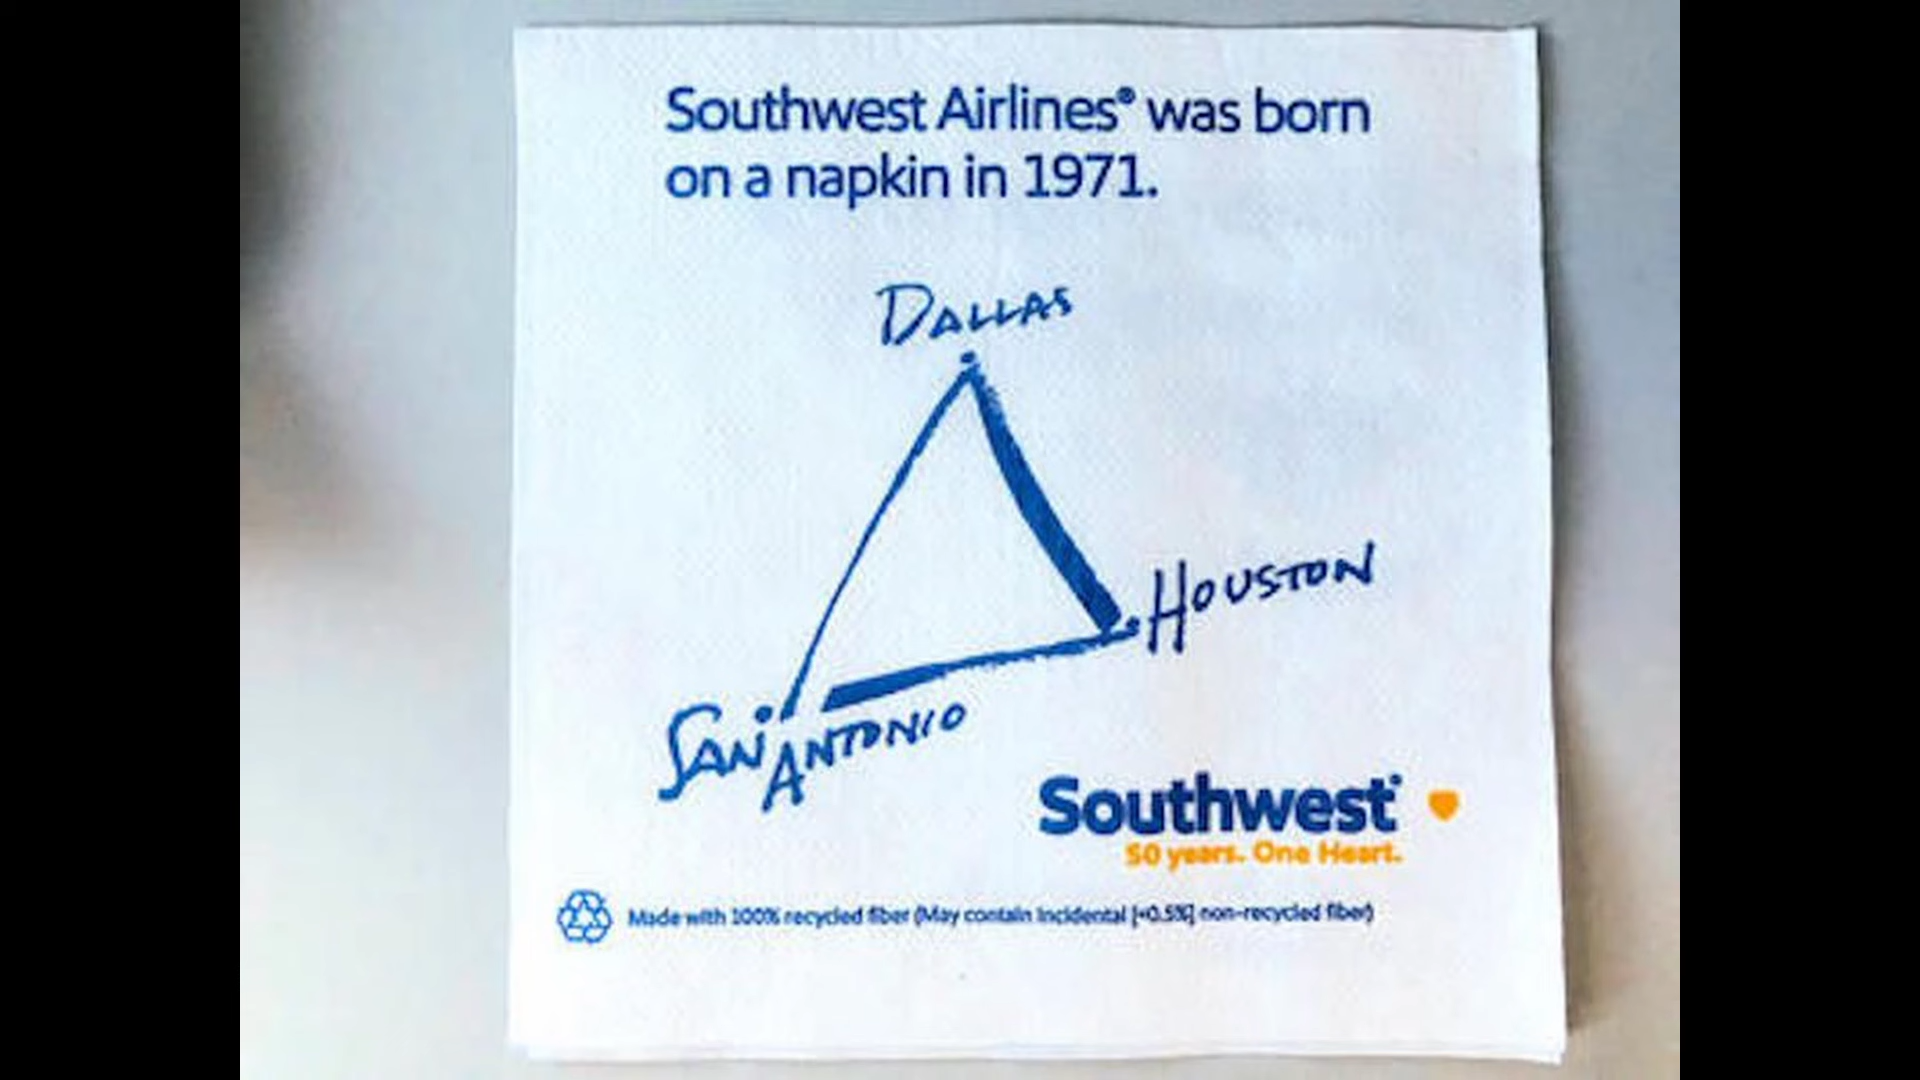 Southwest Airlines® was born
on a napkin in 1971.
DALLAS
HOUSTON
SAN ANTONIO
Southwest®
50 years. One Heart.
Made with 100% recycled fiber (May contain incidental [<0.5%] non-recycled fiber)